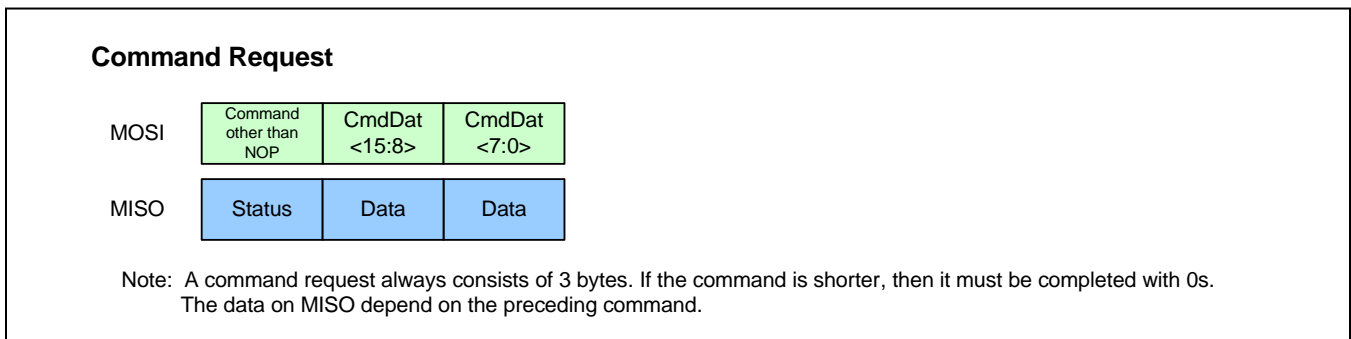 Command Request
MOSI
Command
other than
NOP
CmdDat
<15:8>
CmdDat
<7:0>
MISO
Status
Data
Data
Note: A command request always consists of 3 bytes. If the command is shorter, then it must be completed with 0s.
The data on MISO depend on the preceding command.